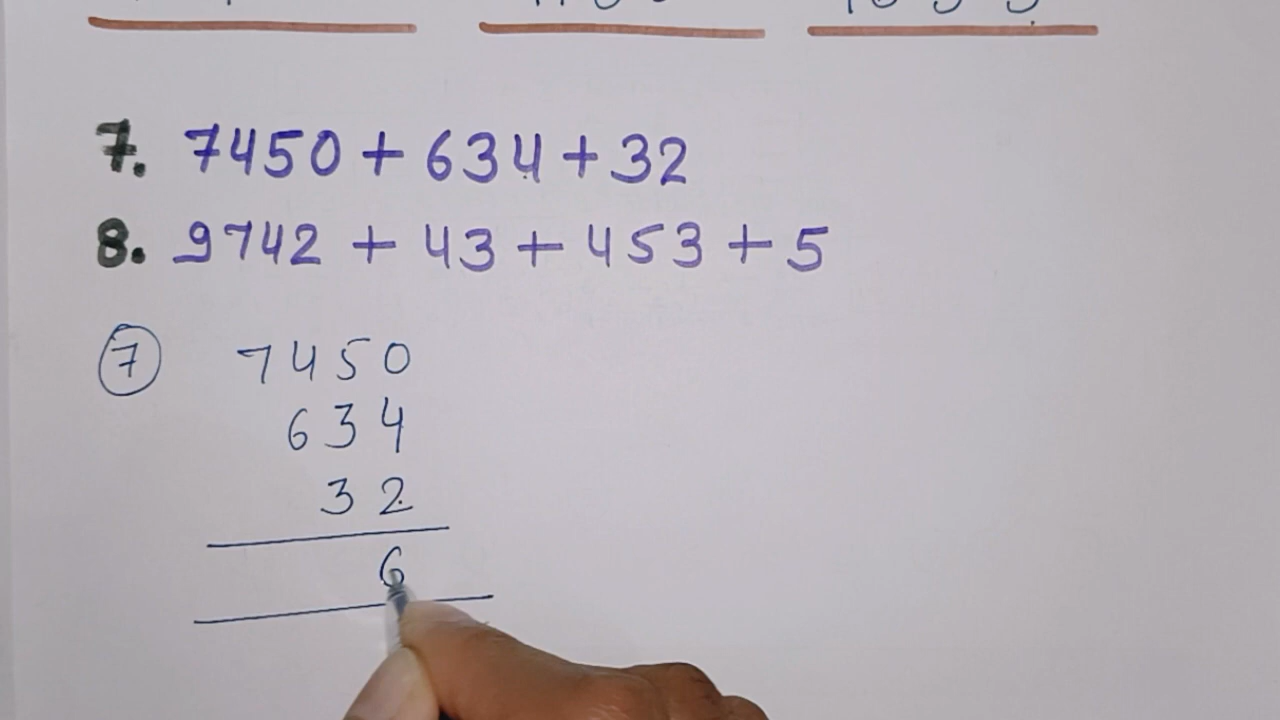 7. 7450 + 634 + 32
8. 9742 + 43 + 453 + 5
7 7450
634
32
6